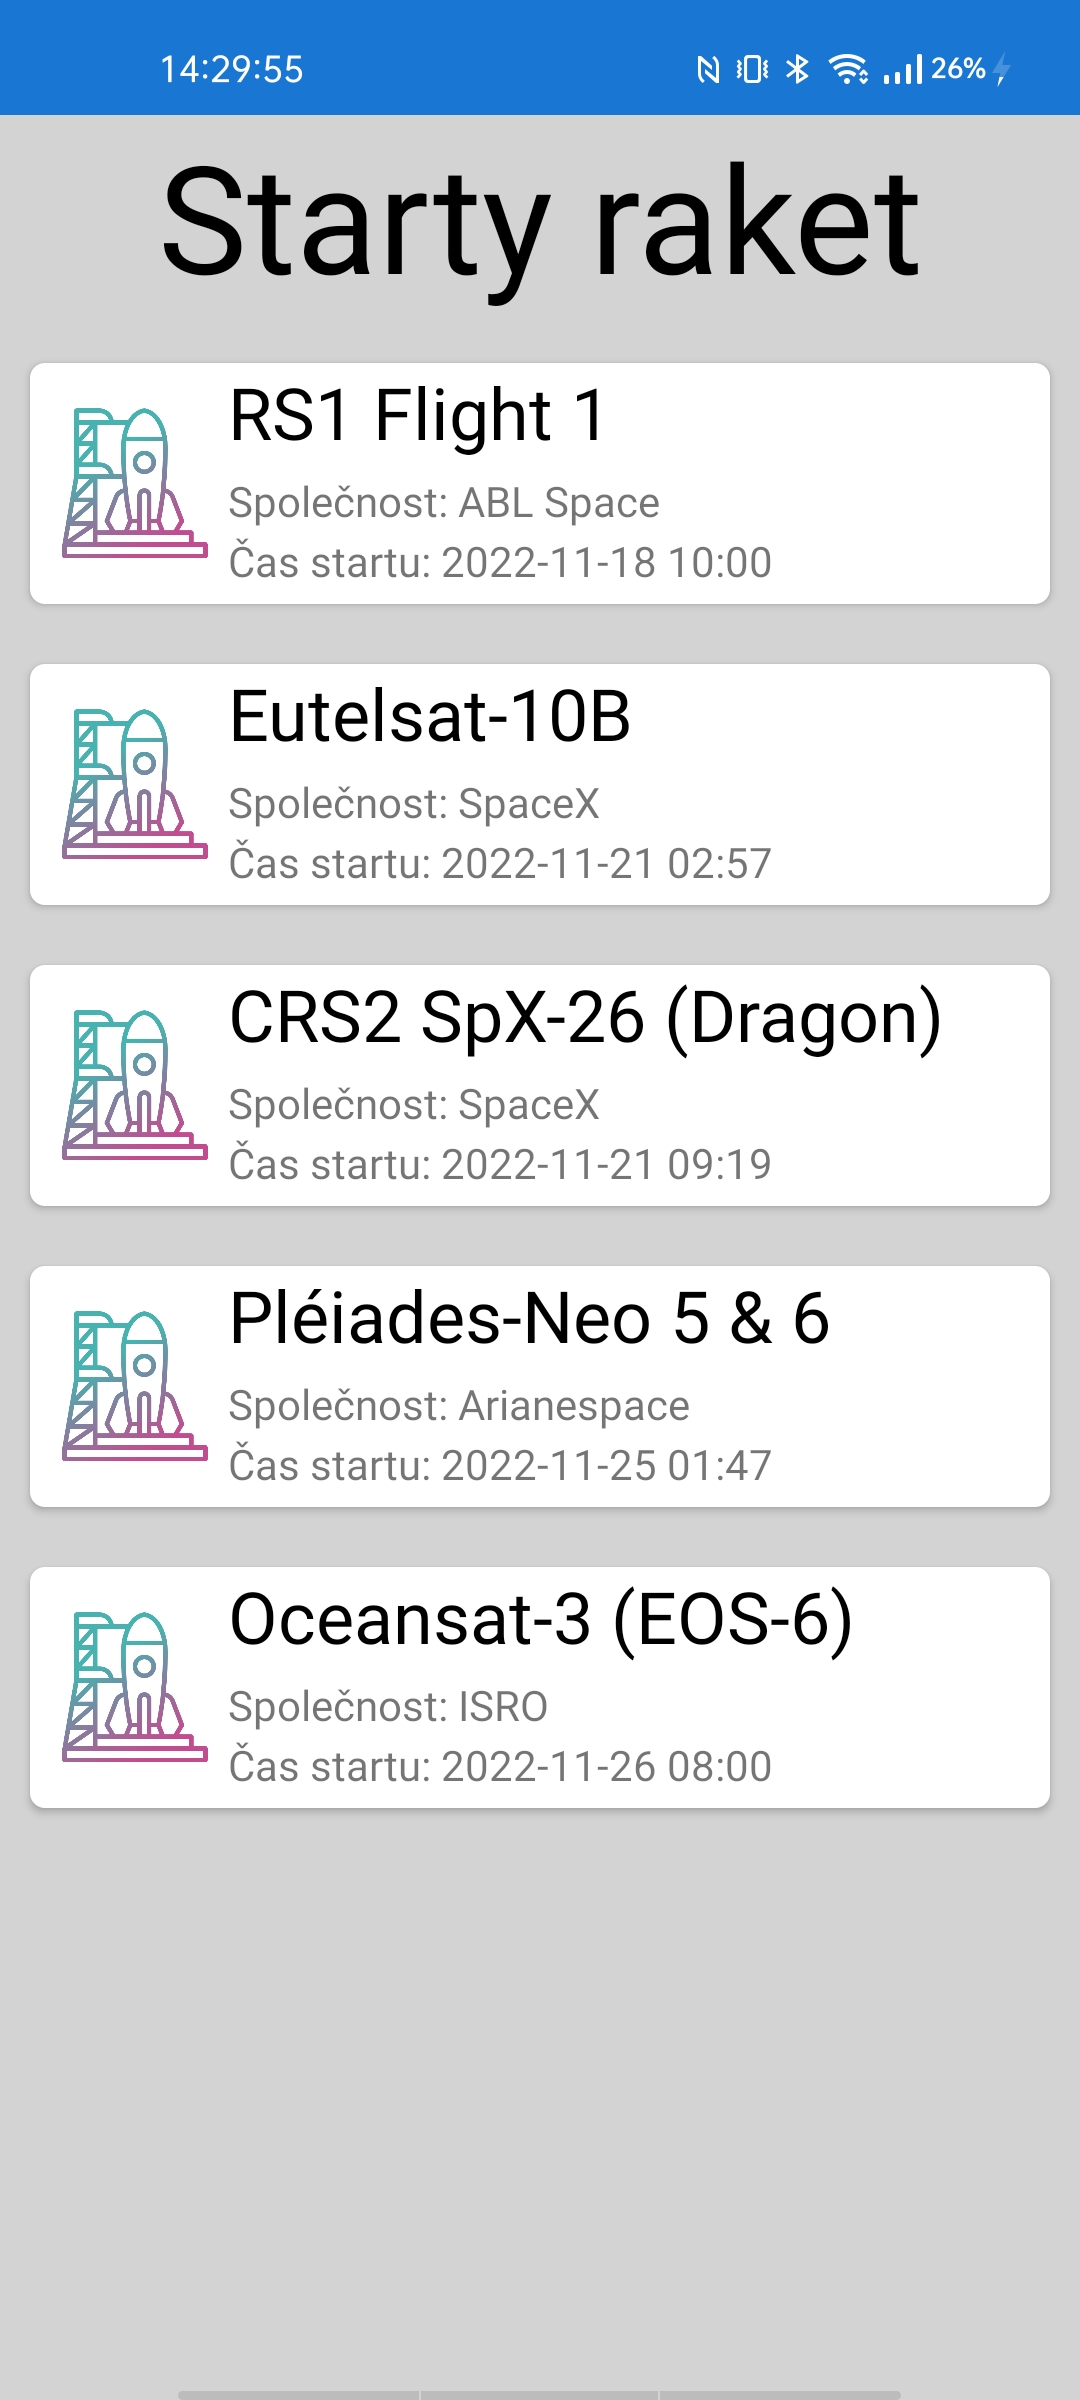 14:29:55 26%
Starty raket
RS1 Flight 1
Společnost: ABL Space
Čas startu: 2022-11-18 10:00
Eutelsat-10B
Společnost: SpaceX
Čas startu: 2022-11-21 02:57
CRS2 SpX-26 (Dragon)
Společnost: SpaceX
Čas startu: 2022-11-21 09:19
Pléiades-Neo 5 & 6
Společnost: Arianespace
Čas startu: 2022-11-25 01:47
Oceansat-3 (EOS-6)
Společnost: ISRO
Čas startu: 2022-11-26 08:00